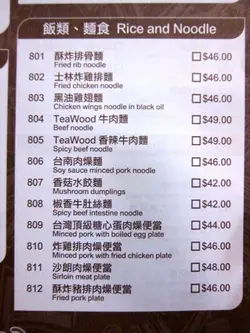 飯類、麵食 Rice and Noodle
801 酥炸排骨麵 □$46.00
Fried rib noodle
802 士林炸雞排麵 □$46.00
Fried chicken noodle
803 黑油雞翅麵 □$46.00
Chicken wings noodle in black oil
804 TeaWood 牛肉麵 □$49.00
Beef noodle
805 TeaWood 香辣牛肉麵 □$49.00
Spicy beef noodle
806 台南肉燥麵 □$46.00
Soy sauce minced pork noodle
807 香菇水餃麵 □$42.00
Mushroom dumplings
808 椒香牛肚絲麵 □$42.00
Spicy beef intestine noodle
809 台灣頂級糖心蛋肉燥便當 □$44.00
Minced pork with boiled egg plate
810 炸雞排肉燥便當 □$46.00
Minced pork with fried chicken plate
811 沙朗肉燥便當 □$48.00
Sirloin meat plate
812 酥炸豬排肉燥便當 □$46.00
Fried pork plate